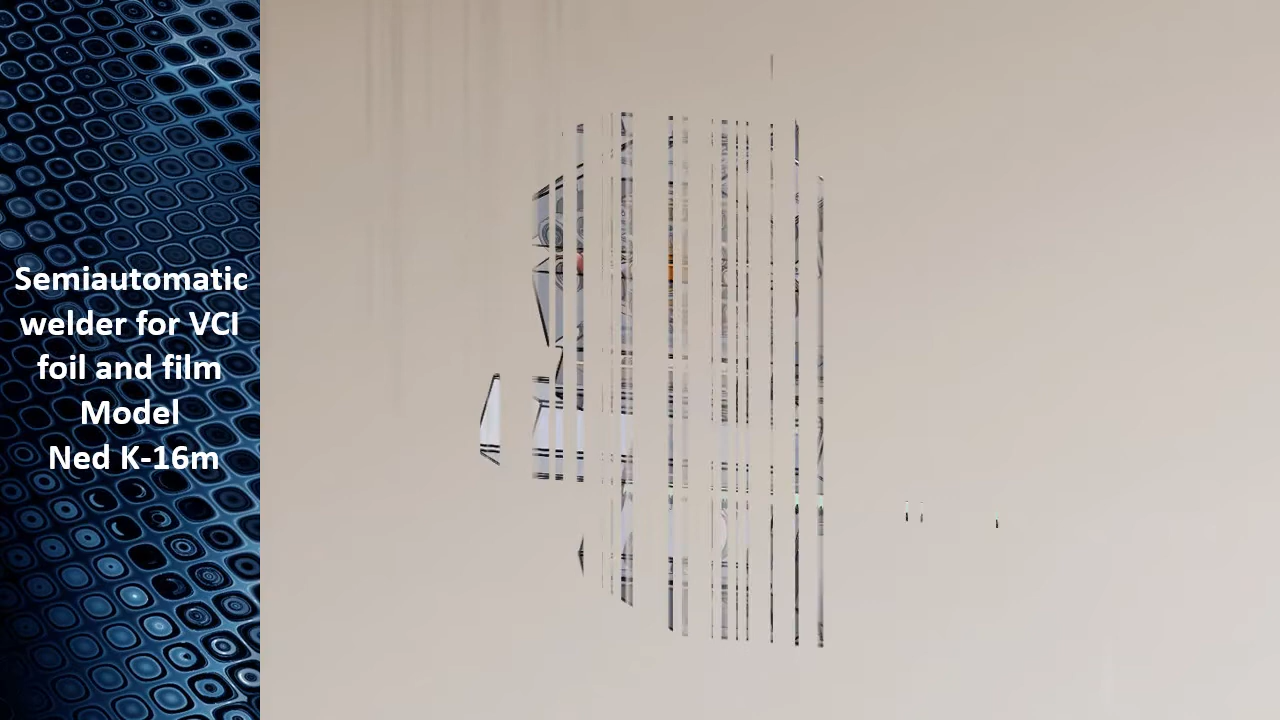 Semiautomatic
welder for VCI
foil and film
Model
Ned K-16m